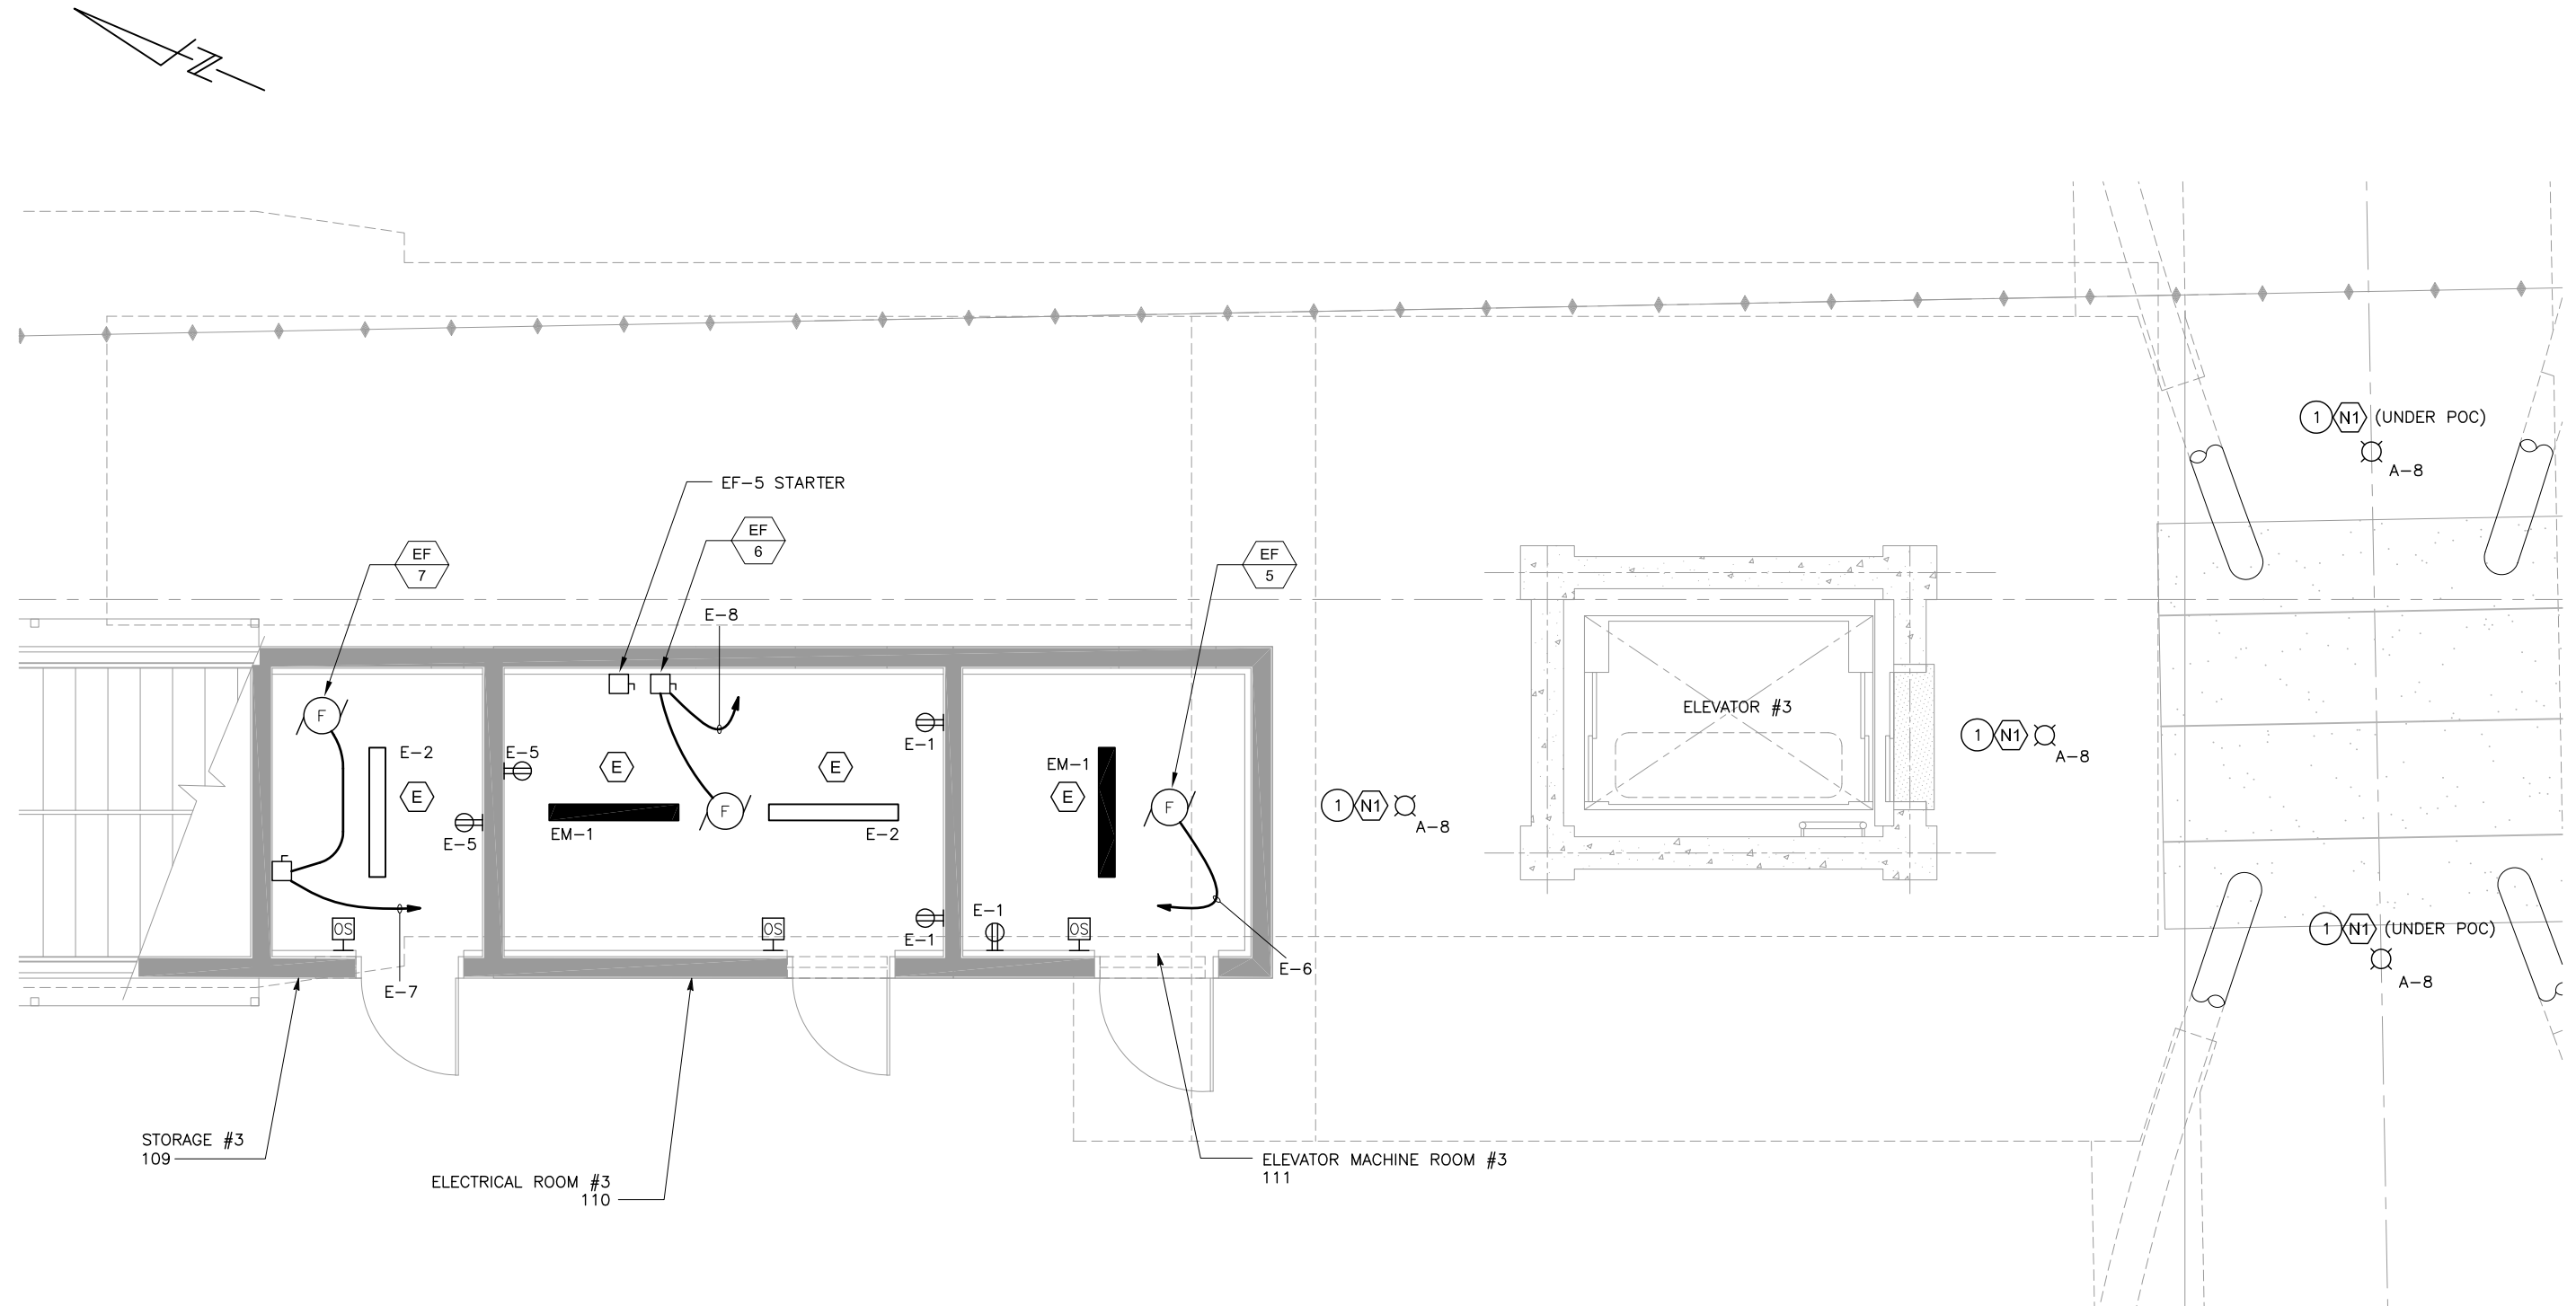 N
1 N1 (UNDER POC)
A-8
EF-5 STARTER
EF
6
EF
7
EF
5
E-8
F
E-2
E
E-5
E
E
E-1
EM-1
E
F
F
EM-1
E-2
E-5
ELEVATOR #3
1 N1
A-8
1 N1
A-8
OS
OS
E-1
E-1
OS
E-7
E-6
1 N1 (UNDER POC)
A-8
STORAGE #3
109
ELECTRICAL ROOM #3
110
ELEVATOR MACHINE ROOM #3
111